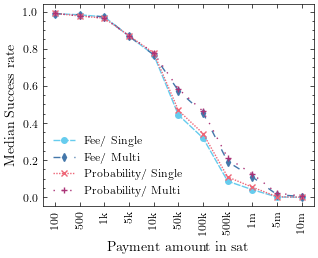 Median Success rate
1.0
0.8
0.6
0.4
0.2
0.0
Fee/ Single
Fee/ Multi
Probability/ Single
Probability/ Multi
100
500
1k
5k
10k
50k
100k
500k
1m
5m
10m
Payment amount in sat